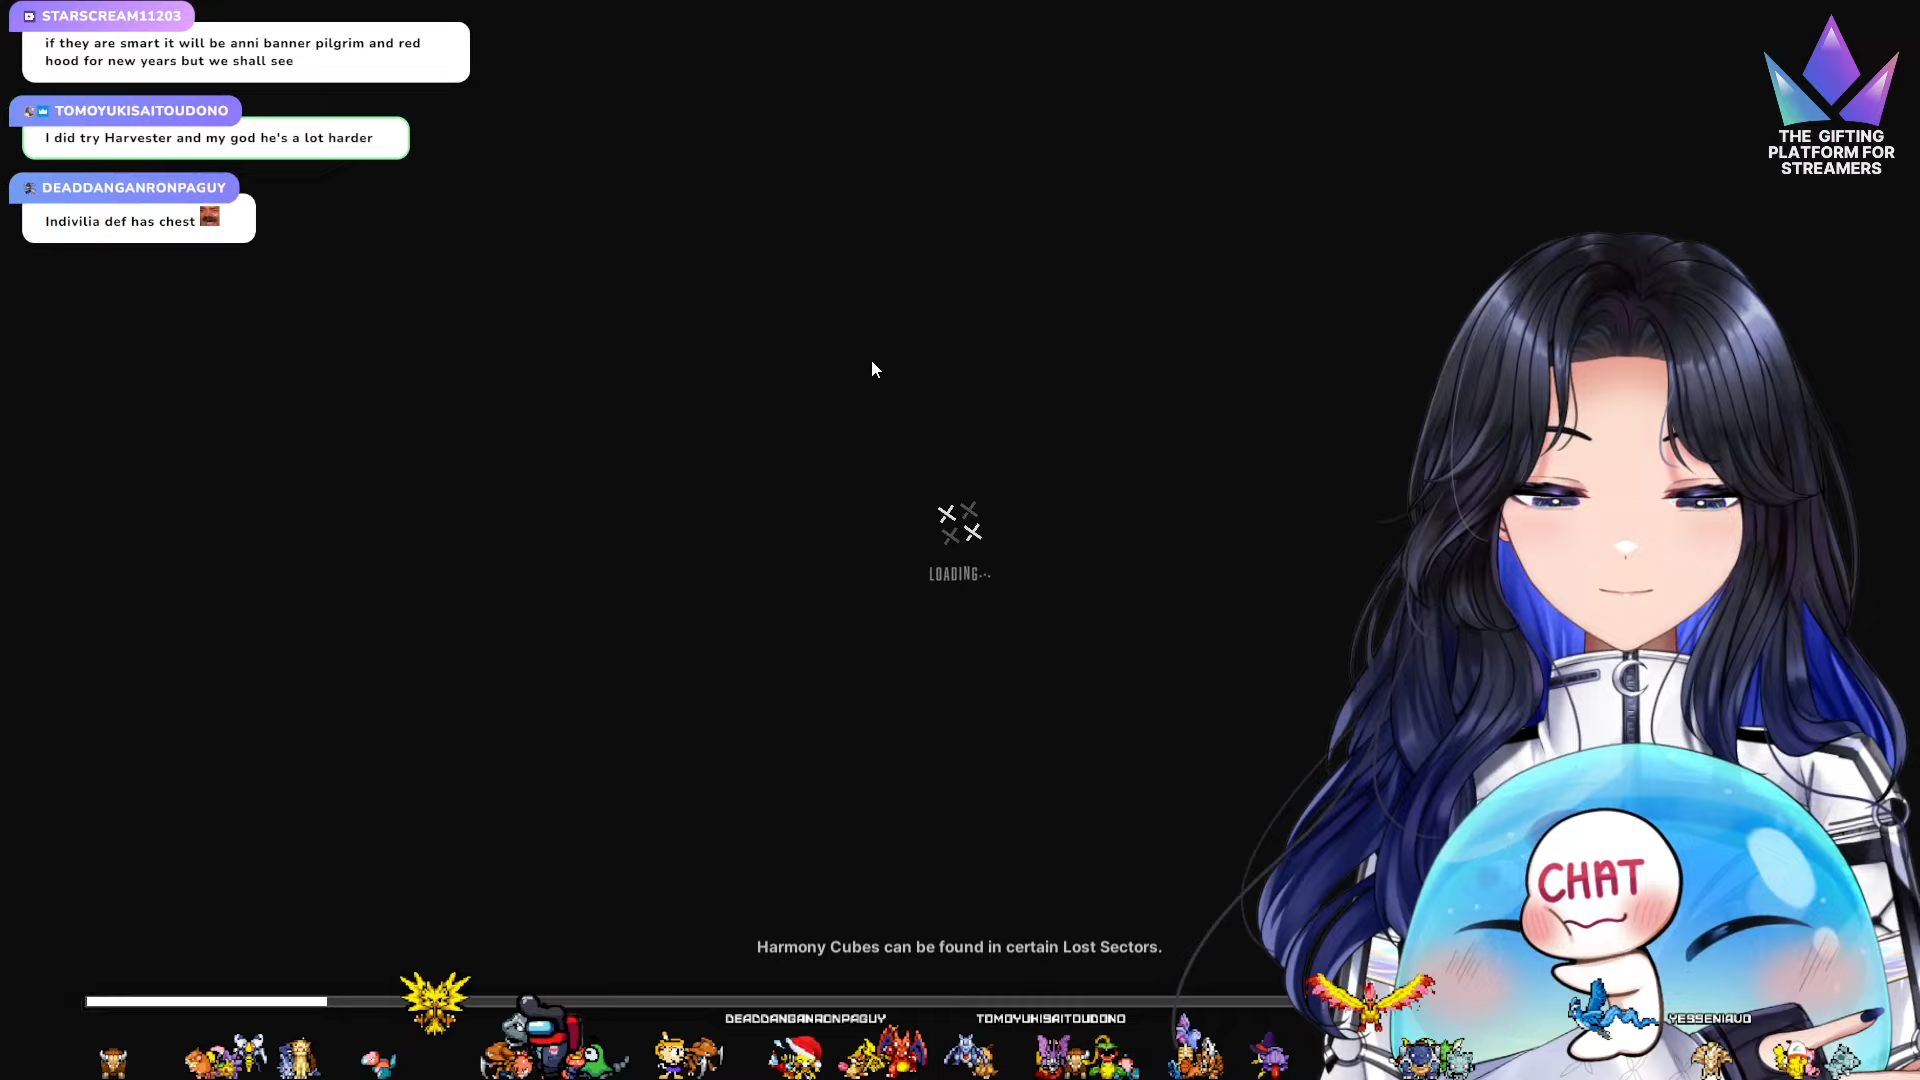 STARSCREAM11203
if they are smart it will be anni banner pilgrim and red
hood for new years but we shall see
TOMOYUKISAITOUDONO
I did try Harvester and my god he's a lot harder
DEADDANGANRONPAGUY
Indivilia def has chest
THE GIFTING
PLATFORM FOR
STREAMERS
LOADING...
CHAT
Harmony Cubes can be found in certain Lost Sectors.
DEADDANGANRONPAGUY
TOMOYUKISAITOUDONO
YESSENIAVO